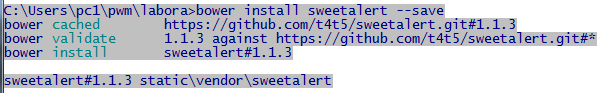 C:\Users\pc1\pwm\labora>bower install sweetalert --save
bower cached https://github.com/t4t5/sweetalert.git#1.1.3
bower validate 1.1.3 against https://github.com/t4t5/sweetalert.git#*
bower install sweetalert#1.1.3
sweetalert#1.1.3 static\vendor\sweetalert